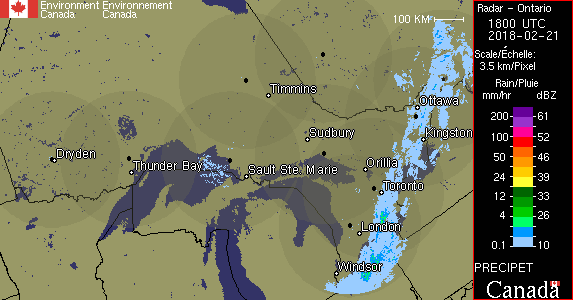 Environment Environnement
Canada Canada
100 KM
Timmins
Ottawa
Sudbury
Kingston
Dryden
Thunder Bay
Sault Ste. Marie
Orillia
Toronto
London
Windsor
Radar - Ontario
1800 UTC
2018-02-21
Scale/Échelle:
3.5 km/Pixel
Rain/Pluie
mm/hr dBZ
200 61
100 52
50 46
24 39
12 33
4 26
0.1 10
PRECIPET
Canada